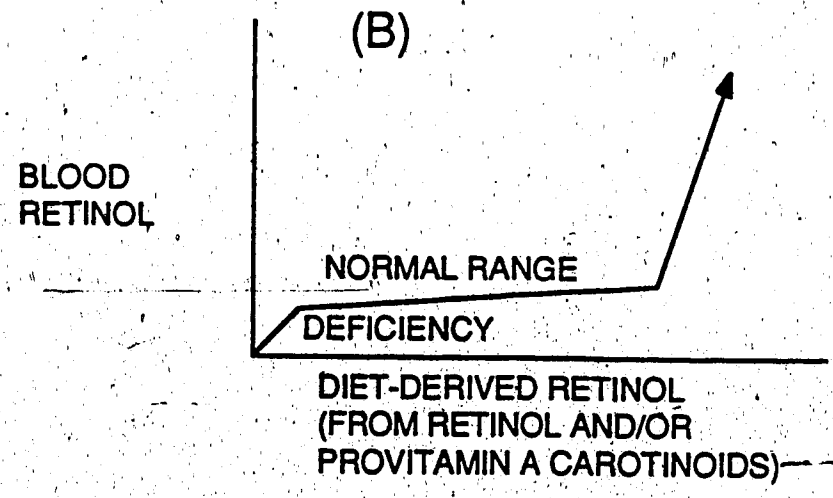 (B)
BLOOD
RETINOL
NORMAL RANGE
DEFICIENCY
DIET-DERIVED RETINOL
(FROM RETINOL AND/OR
PROVITAMIN A CAROTINOIDS)